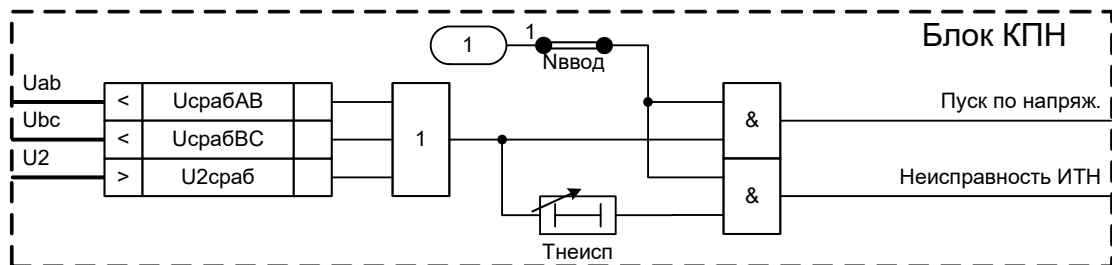 Блок КПН
1
1
Nввод
Uab
< UсрабАВ
Ubc
< UсрабВС
U2
> U2сраб
1
&
Пуск по напряж.
&
Неисправность ИТН
Тнеисп